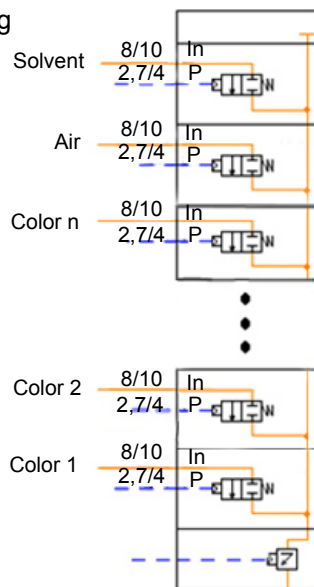 g
Solvent 8/10 In
2,7/4 P
Air 8/10 In
2,7/4 P
Color n 8/10 In
2,7/4 P
Color 2 8/10 In
2,7/4 P
Color 1 8/10 In
2,7/4 P